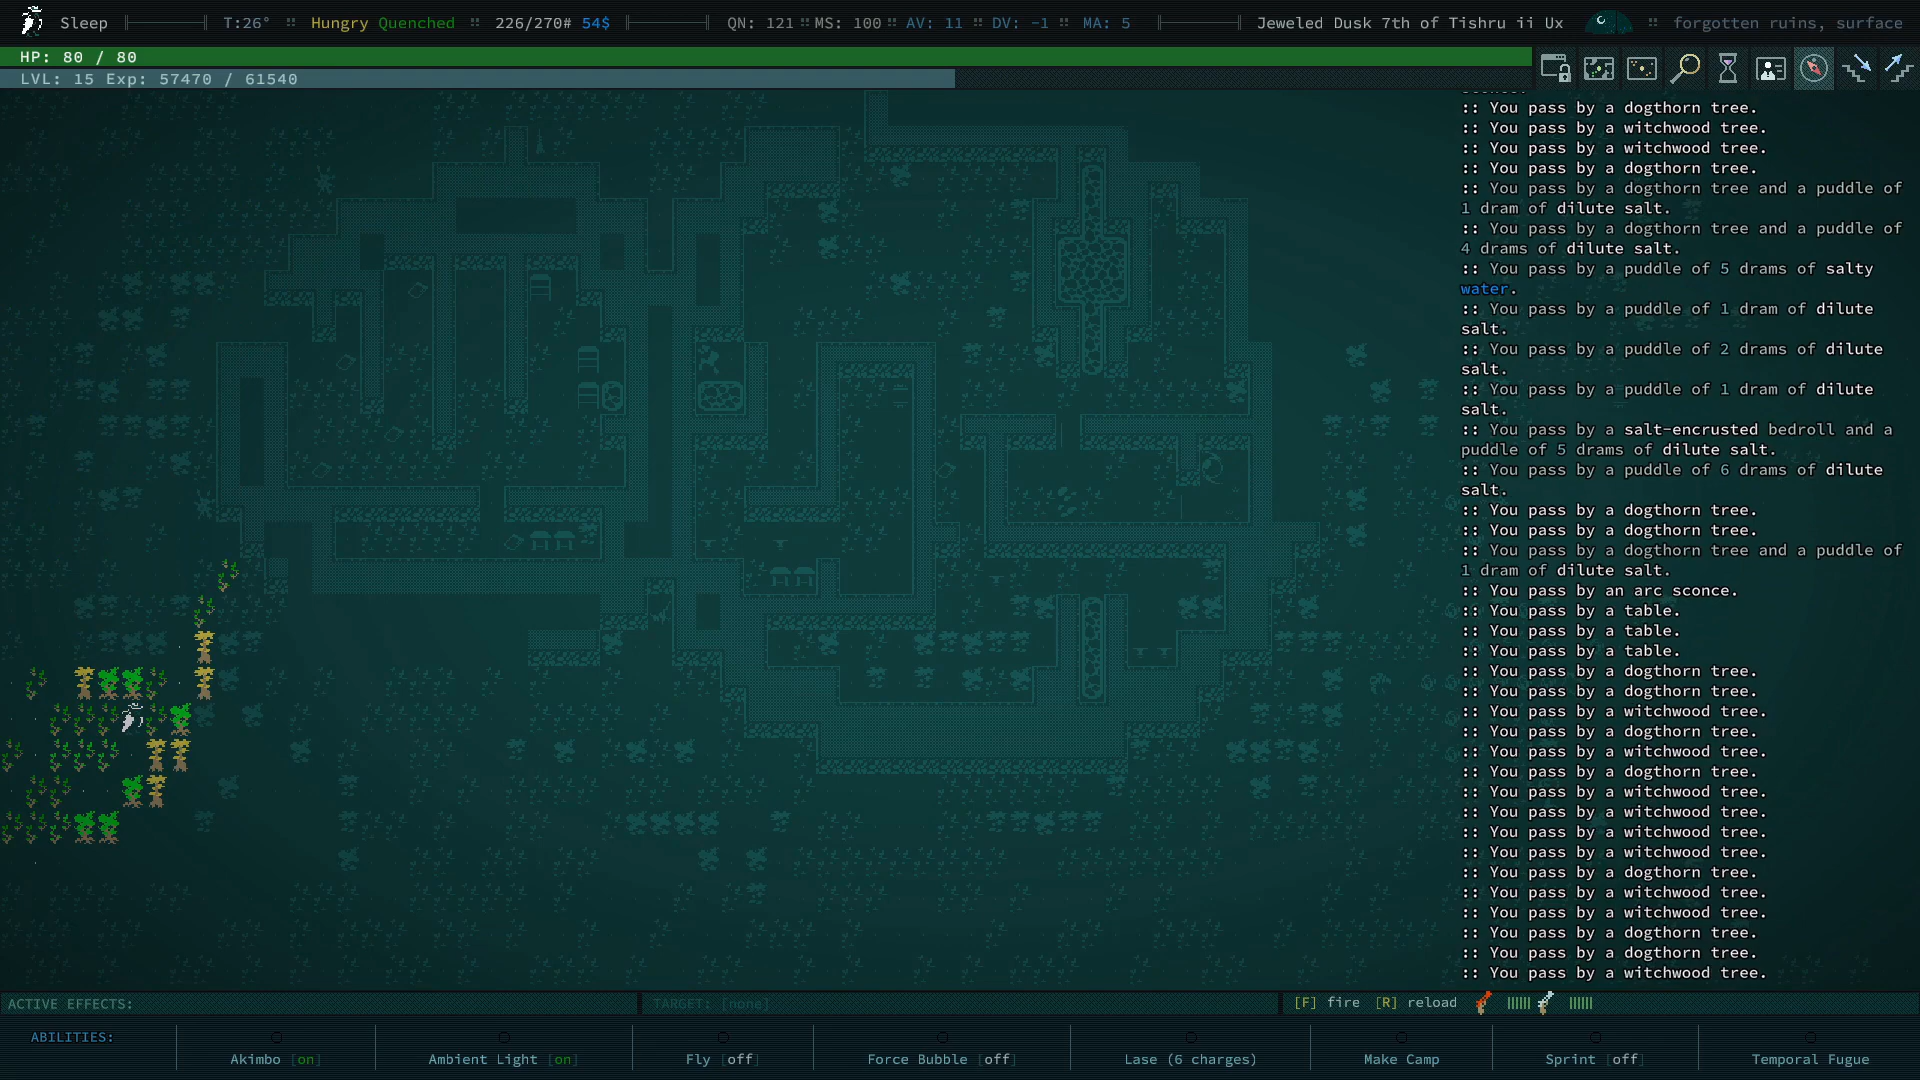 Sleep T:26° :: Hungry Quenched :: 226/270# 54$ QN: 121 :: MS: 100 :: AV: 11 :: DV: -1 :: MA: 5 Jeweled Dusk 7th of Tishru ii Ux :: forgotten ruins, surface
HP: 80 / 80
LVL: 15 Exp: 57470 / 61540
:: You pass by a dogthorn tree.
:: You pass by a witchwood tree.
:: You pass by a witchwood tree.
:: You pass by a dogthorn tree.
:: You pass by a dogthorn tree and a puddle of
1 dram of dilute salt.
:: You pass by a dogthorn tree and a puddle of
4 drams of dilute salt.
:: You pass by a puddle of 5 drams of salty
water.
:: You pass by a puddle of 1 dram of dilute
salt.
:: You pass by a puddle of 2 drams of dilute
salt.
:: You pass by a puddle of 1 dram of dilute
salt.
:: You pass by a salt-encrusted bedroll and a
puddle of 5 drams of dilute salt.
:: You pass by a puddle of 6 drams of dilute
salt.
:: You pass by a dogthorn tree.
:: You pass by a dogthorn tree.
:: You pass by a dogthorn tree and a puddle of
1 dram of dilute salt.
:: You pass by an arc sconce.
:: You pass by a table.
:: You pass by a table.
:: You pass by a table.
:: You pass by a dogthorn tree.
:: You pass by a dogthorn tree.
:: You pass by a witchwood tree.
:: You pass by a dogthorn tree.
:: You pass by a witchwood tree.
:: You pass by a dogthorn tree.
:: You pass by a witchwood tree.
:: You pass by a witchwood tree.
:: You pass by a witchwood tree.
:: You pass by a witchwood tree.
:: You pass by a dogthorn tree.
:: You pass by a witchwood tree.
:: You pass by a witchwood tree.
:: You pass by a dogthorn tree.
:: You pass by a dogthorn tree.
:: You pass by a witchwood tree.
ACTIVE EFFECTS: TARGET: [none] [F] fire [R] reload
ABILITIES: Akimbo [on] Ambient Light [on] Fly [off] Force Bubble [off] Lase (6 charges) Make Camp Sprint [off] Temporal Fugue